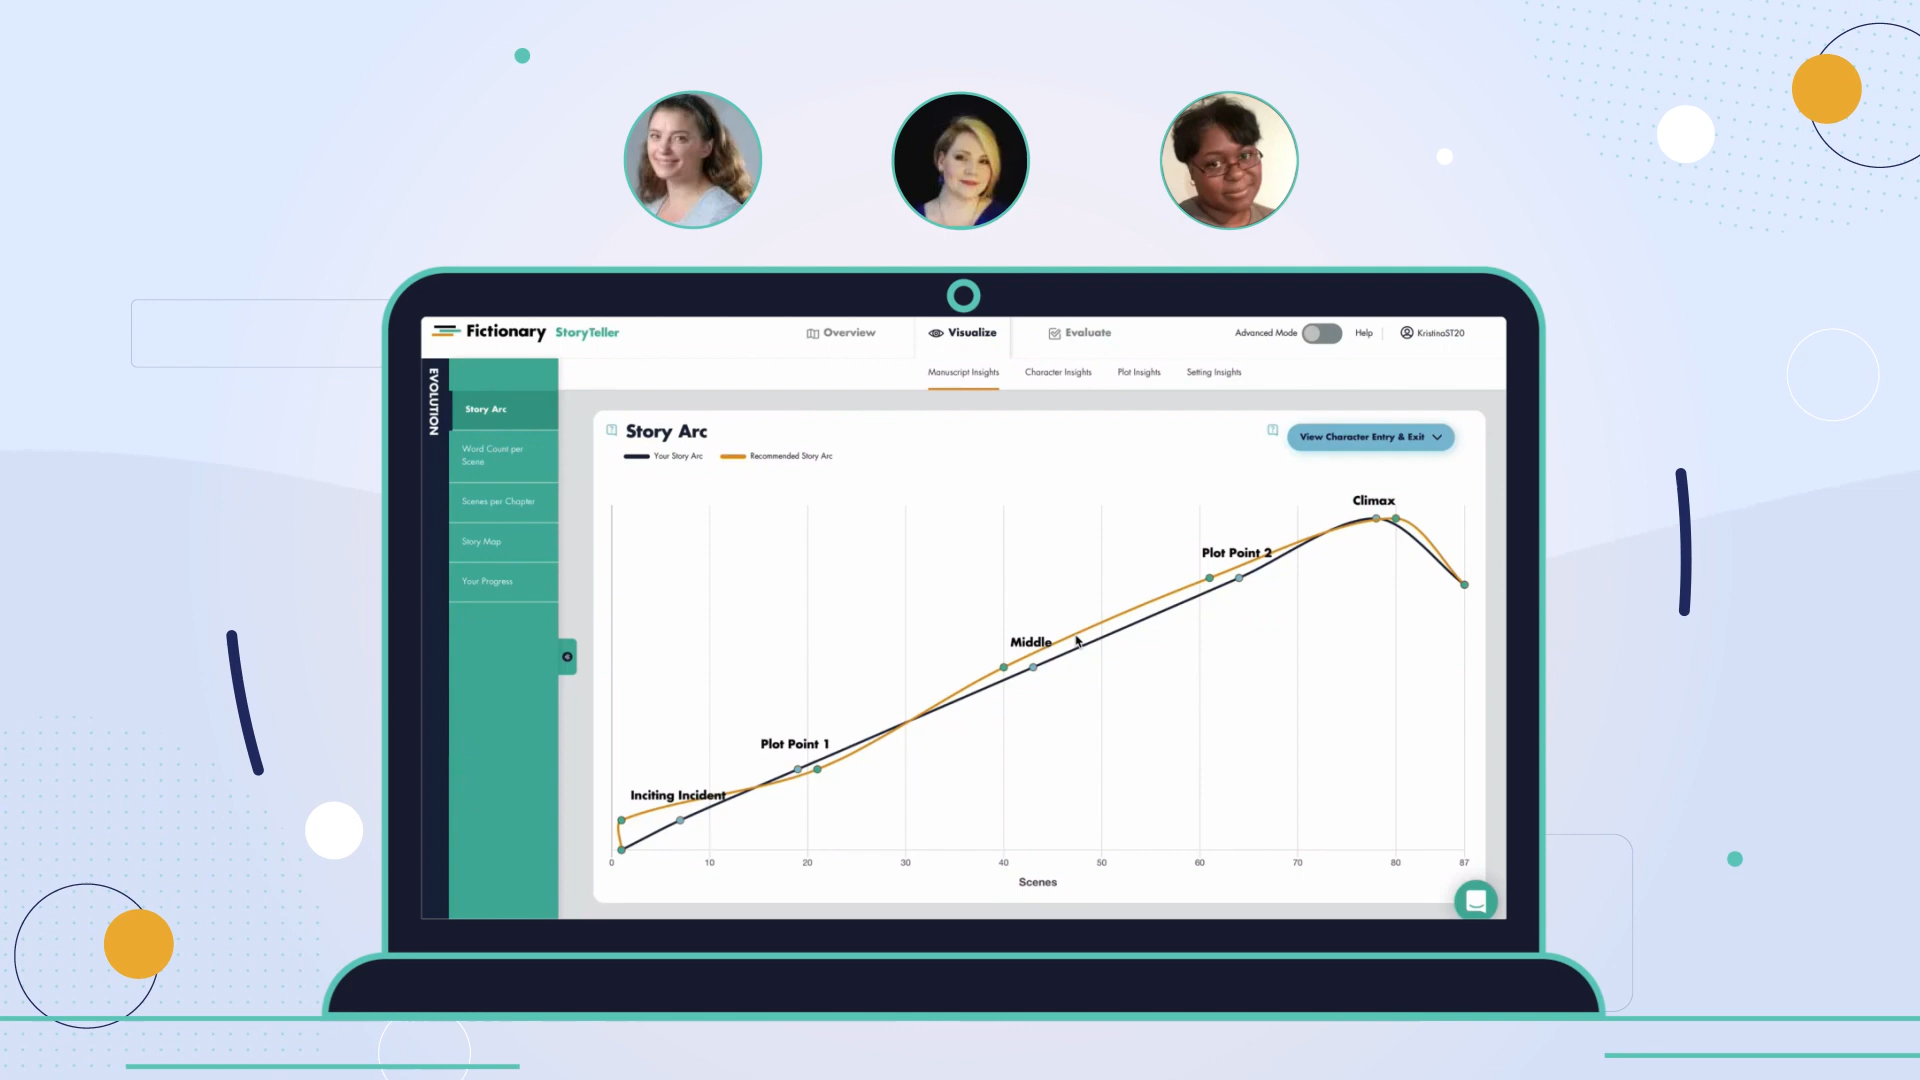 Fictionary StoryTeller
Overview
Visualize
Evaluate
Advanced Mode
Help
KristinaST20
Manuscript Insights
Character Insights
Plot Insights
Setting Insights
EVOLUTION
Story Arc
Word Count per
Scene
Scenes per Chapter
Story Map
Your Progress
Story Arc
View Character Entry & Exit
Your Story Arc
Recommended Story Arc
Climax
Plot Point 2
Middle
Plot Point 1
Inciting Incident
0 10 20 30 40 50 60 70 80 87
Scenes